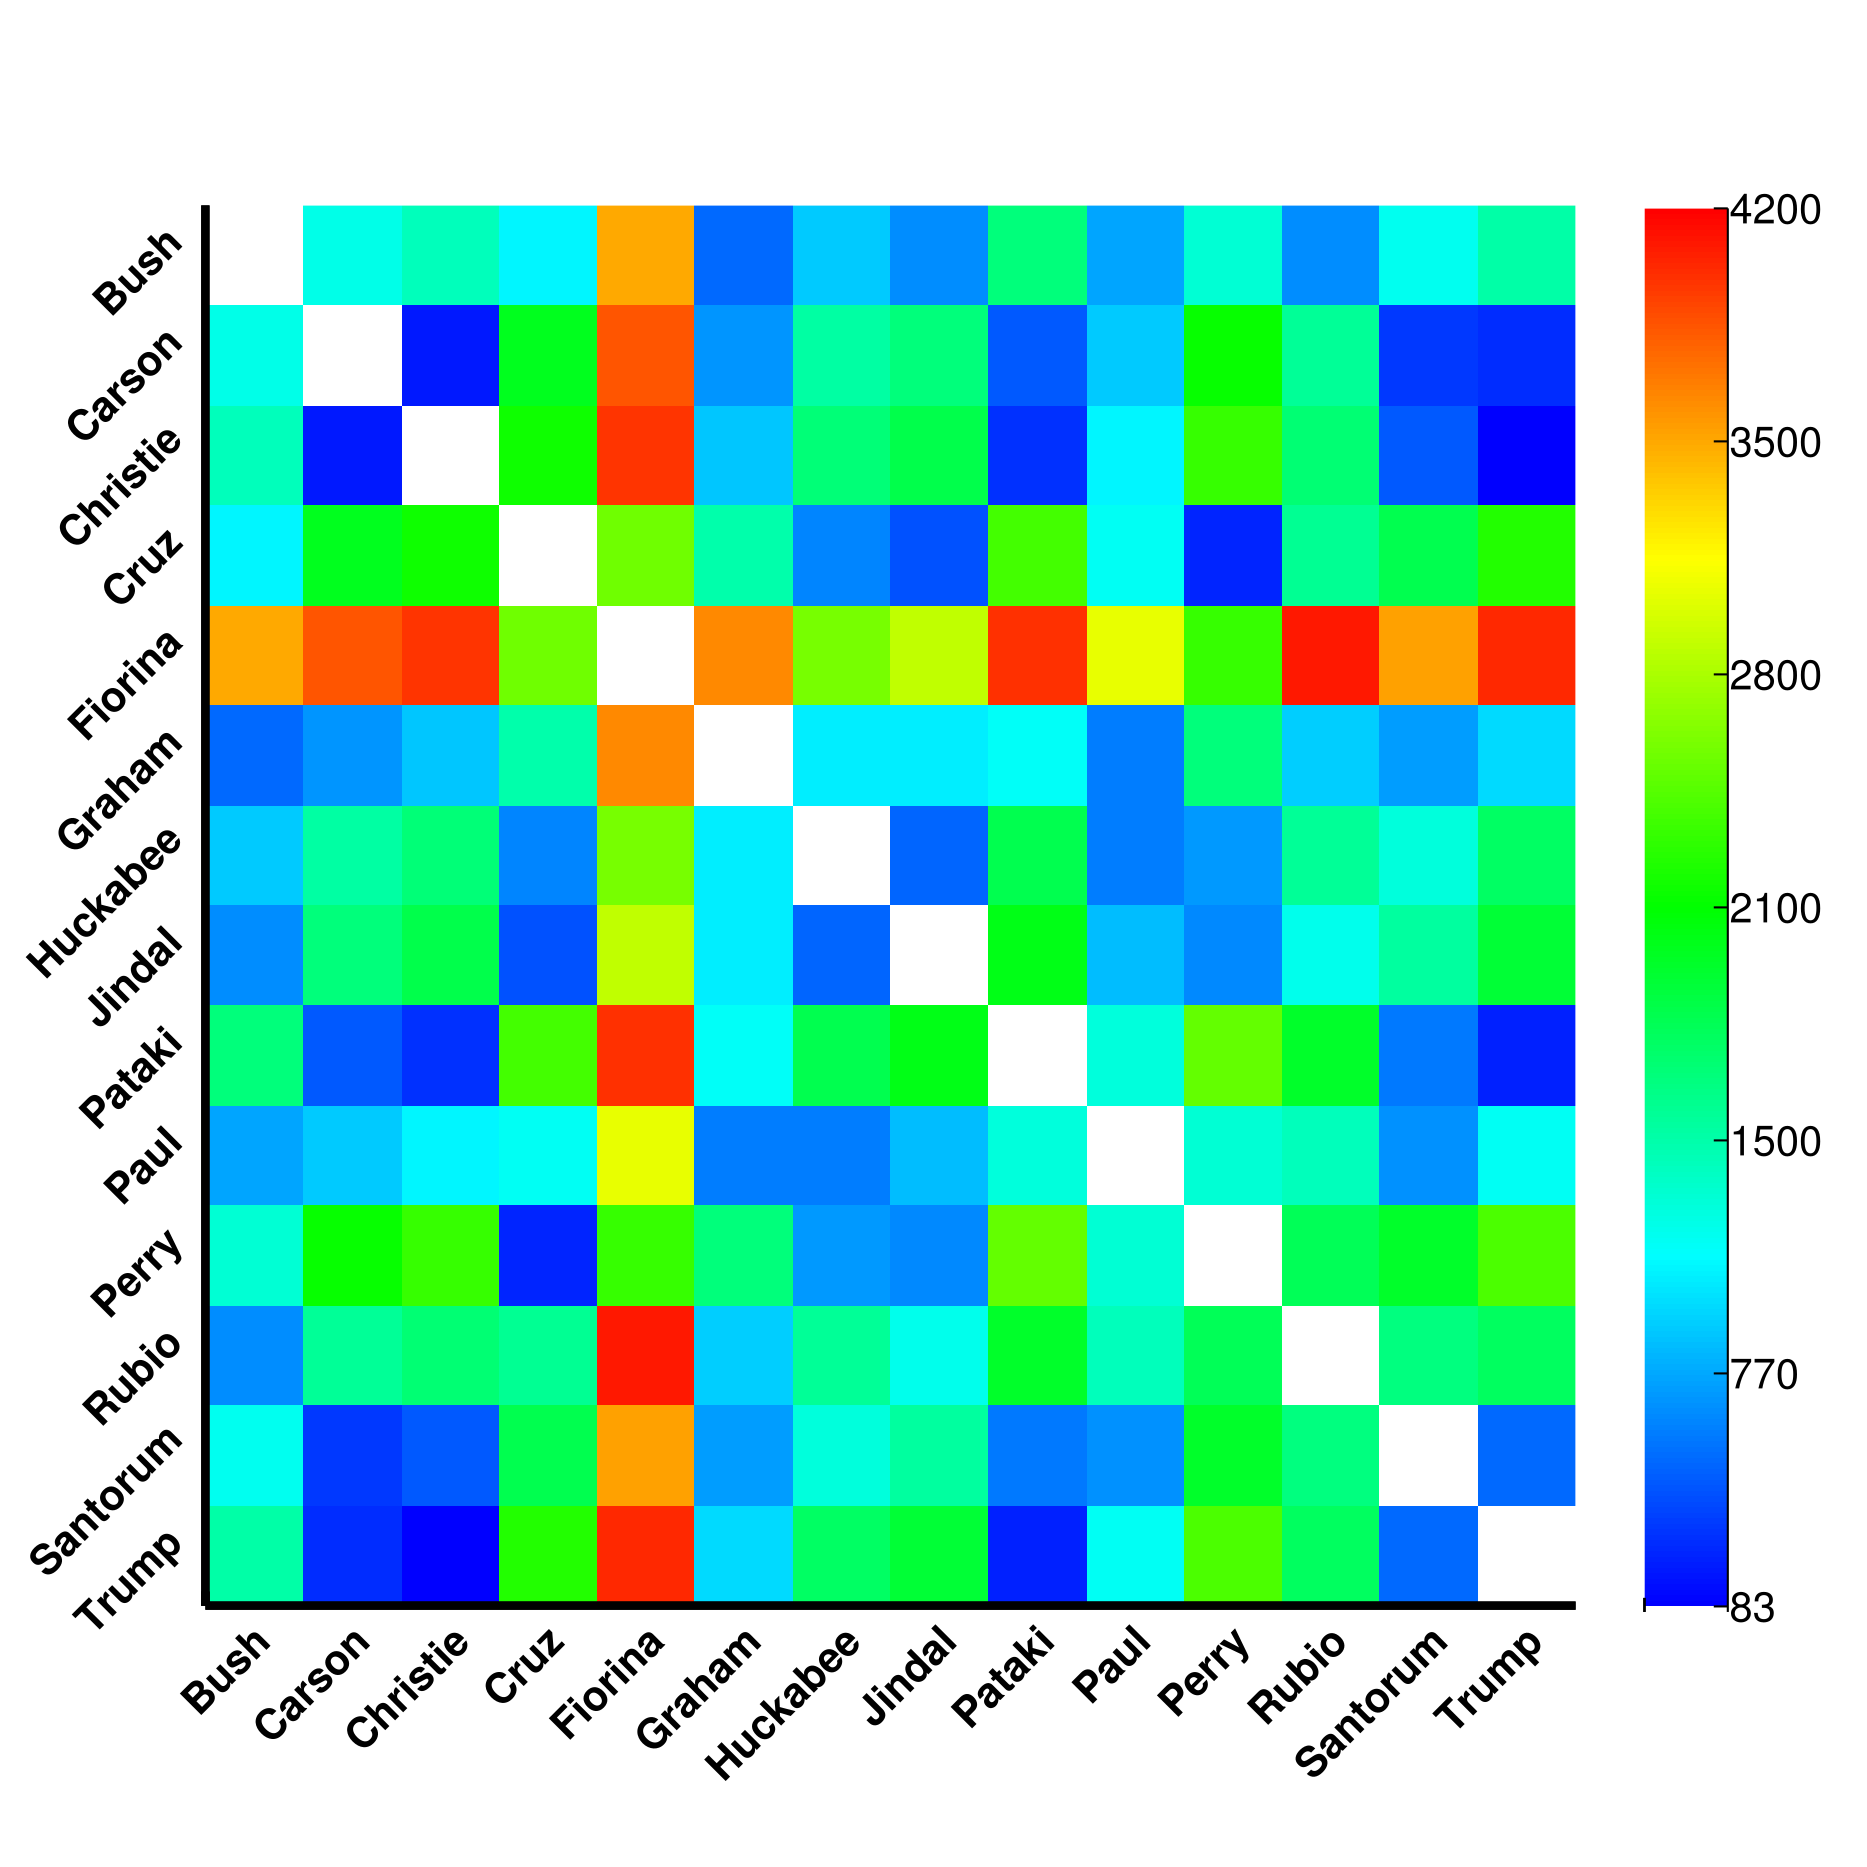 Bush
Carson
Christie
Cruz
Fiorina
Graham
Huckabee
Jindal
Pataki
Paul
Perry
Rubio
Santorum
Trump
Bush
Carson
Christie
Cruz
Fiorina
Graham
Huckabee
Jindal
Pataki
Paul
Perry
Rubio
Santorum
Trump
4200
3500
2800
2100
1500
770
83